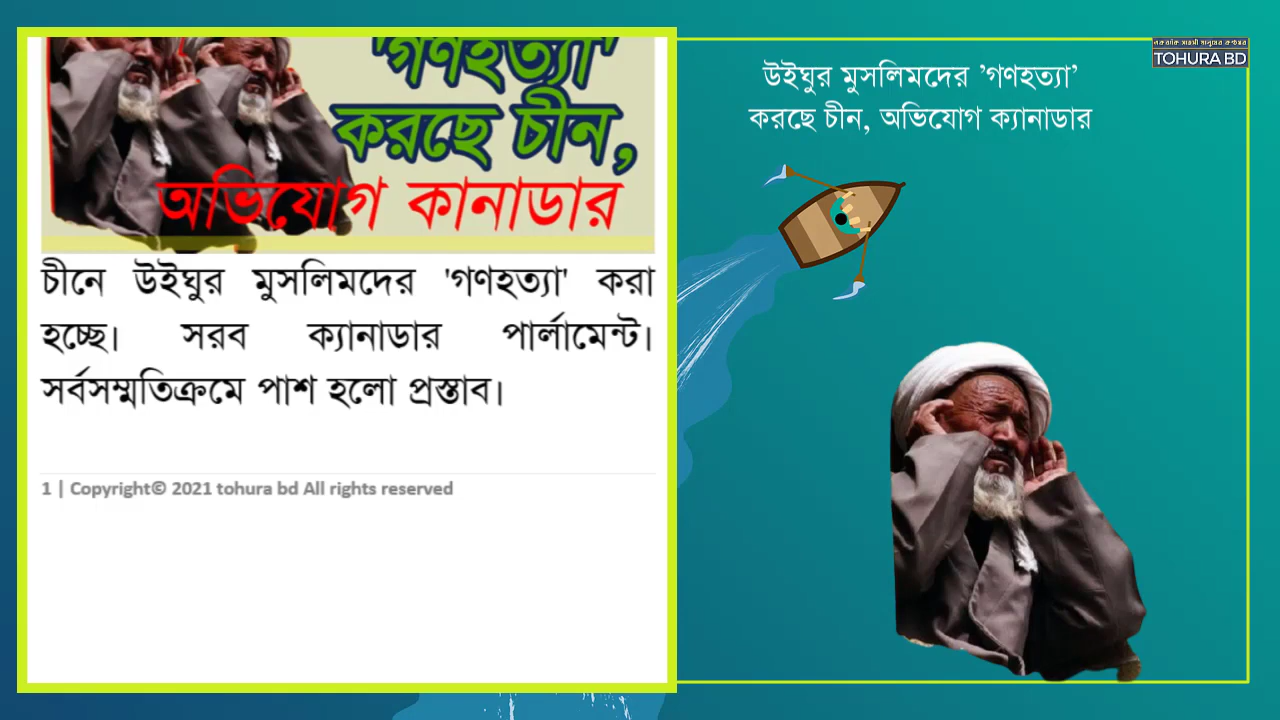 'গণহত্যা'
করছে চীন,
অভিযোগ কানাডার
চীনে উইঘুর মুসলিমদের 'গণহত্যা' করা
হচ্ছে। সরব ক্যানাডার পার্লামেন্ট।
সর্বসম্মতিক্রমে পাশ হলো প্রস্তাব।
1 | Copyright© 2021 tohura bd All rights reserved
উইঘুর মুসলিমদের ’গণহত্যা’
করছে চীন, অভিযোগ ক্যানাডার
TOHURA BD